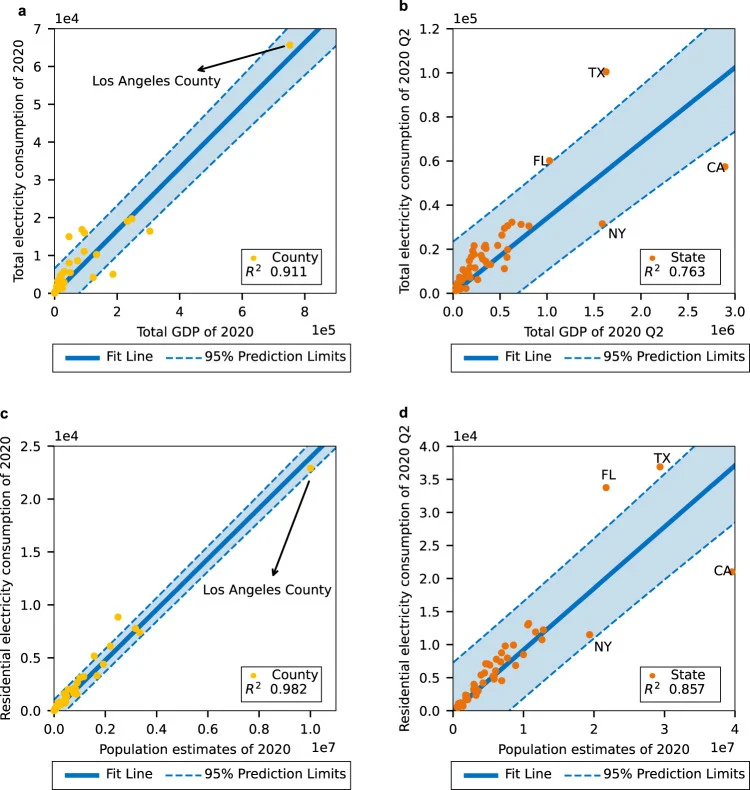 a
1e4
7
6
5
4
3
2
1
0
Total electricity consumption of 2020
Los Angeles County
County
R² 0.911
0 2 4 6 8
Total GDP of 2020 1e5
Fit Line 95% Prediction Limits
b
1e5
1.2
1.0
0.8
0.6
0.4
0.2
0.0
Total electricity consumption of 2020 Q2
TX
FL
CA
NY
State
R² 0.763
0.0 0.5 1.0 1.5 2.0 2.5 3.0
Total GDP of 2020 Q2 1e6
Fit Line 95% Prediction Limits
c
1e4
2.5
2.0
1.5
1.0
0.5
0.0
Residential electricity consumption of 2020
Los Angeles County
County
R² 0.982
0.0 0.2 0.4 0.6 0.8 1.0
Population estimates of 2020 1e7
Fit Line 95% Prediction Limits
d
1e4
4.0
3.5
3.0
2.5
2.0
1.5
1.0
0.5
0.0
Residential electricity consumption of 2020 Q2
TX
FL
CA
NY
State
R² 0.857
0 1 2 3 4
Population estimates of 2020 1e7
Fit Line 95% Prediction Limits